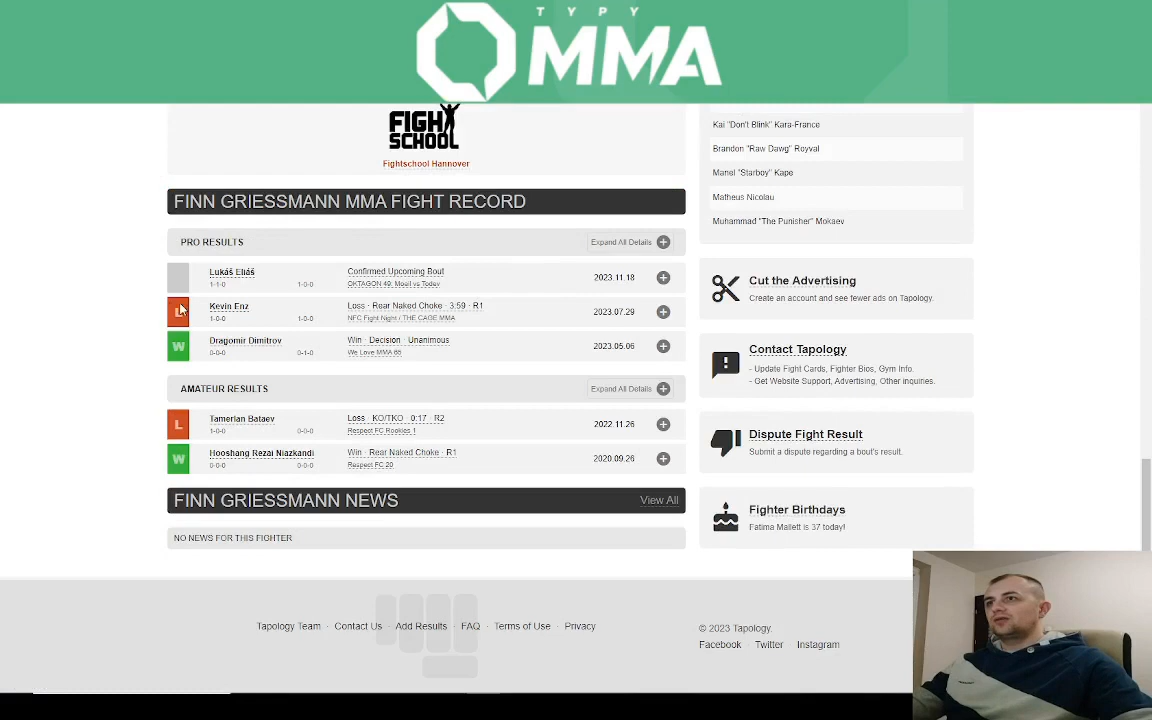 TYPY
MMA
FIGHT
SCHOOL
Fightschool Hannover
FINN GRIESSMANN MMA FIGHT RECORD
PRO RESULTS
Expand All Details
Lukáš Eliáš
Confirmed Upcoming Bout
2023.11.18
1-1-0
1-0-0
OKTAGON 49: Moeil vs Today
L
Kevin Enz
Loss · Rear Naked Choke · 3:59 · R1
2023.07.29
1-0-0
1-0-0
NFC Fight Night / THE CAGE MMA
W
Dragomir Dimitrov
Win · Decision · Unanimous
2023.05.06
0-0-0
0-1-0
We Love MMA 65
AMATEUR RESULTS
Expand All Details
L
Tamerlan Bataev
Loss · KO/TKO · 0:17 · R2
2022.11.26
1-0-0
0-0-0
Respect FC Rookies 1
W
Hooshang Rezai Niazkandi
Win · Rear Naked Choke · R1
2020.09.26
0-0-0
0-0-0
Respect FC 20
FINN GRIESSMANN NEWS
View All
NO NEWS FOR THIS FIGHTER
Kai "Don't Blink" Kara-France
Brandon "Raw Dawg" Royval
Manel "Starboy" Kape
Matheus Nicolau
Muhammad "The Punisher" Mokaev
Cut the Advertising
Create an account and see fewer ads on Tapology.
Contact Tapology
- Update Fight Cards, Fighter Bios, Gym Info.
- Get Website Support, Advertising, Other inquiries.
Dispute Fight Result
Submit a dispute regarding a bout's result.
Fighter Birthdays
Fatima Mallett is 37 today!
Tapology Team · Contact Us · Add Results · FAQ · Terms of Use · Privacy
© 2023 Tapology.
Facebook · Twitter · Instagram